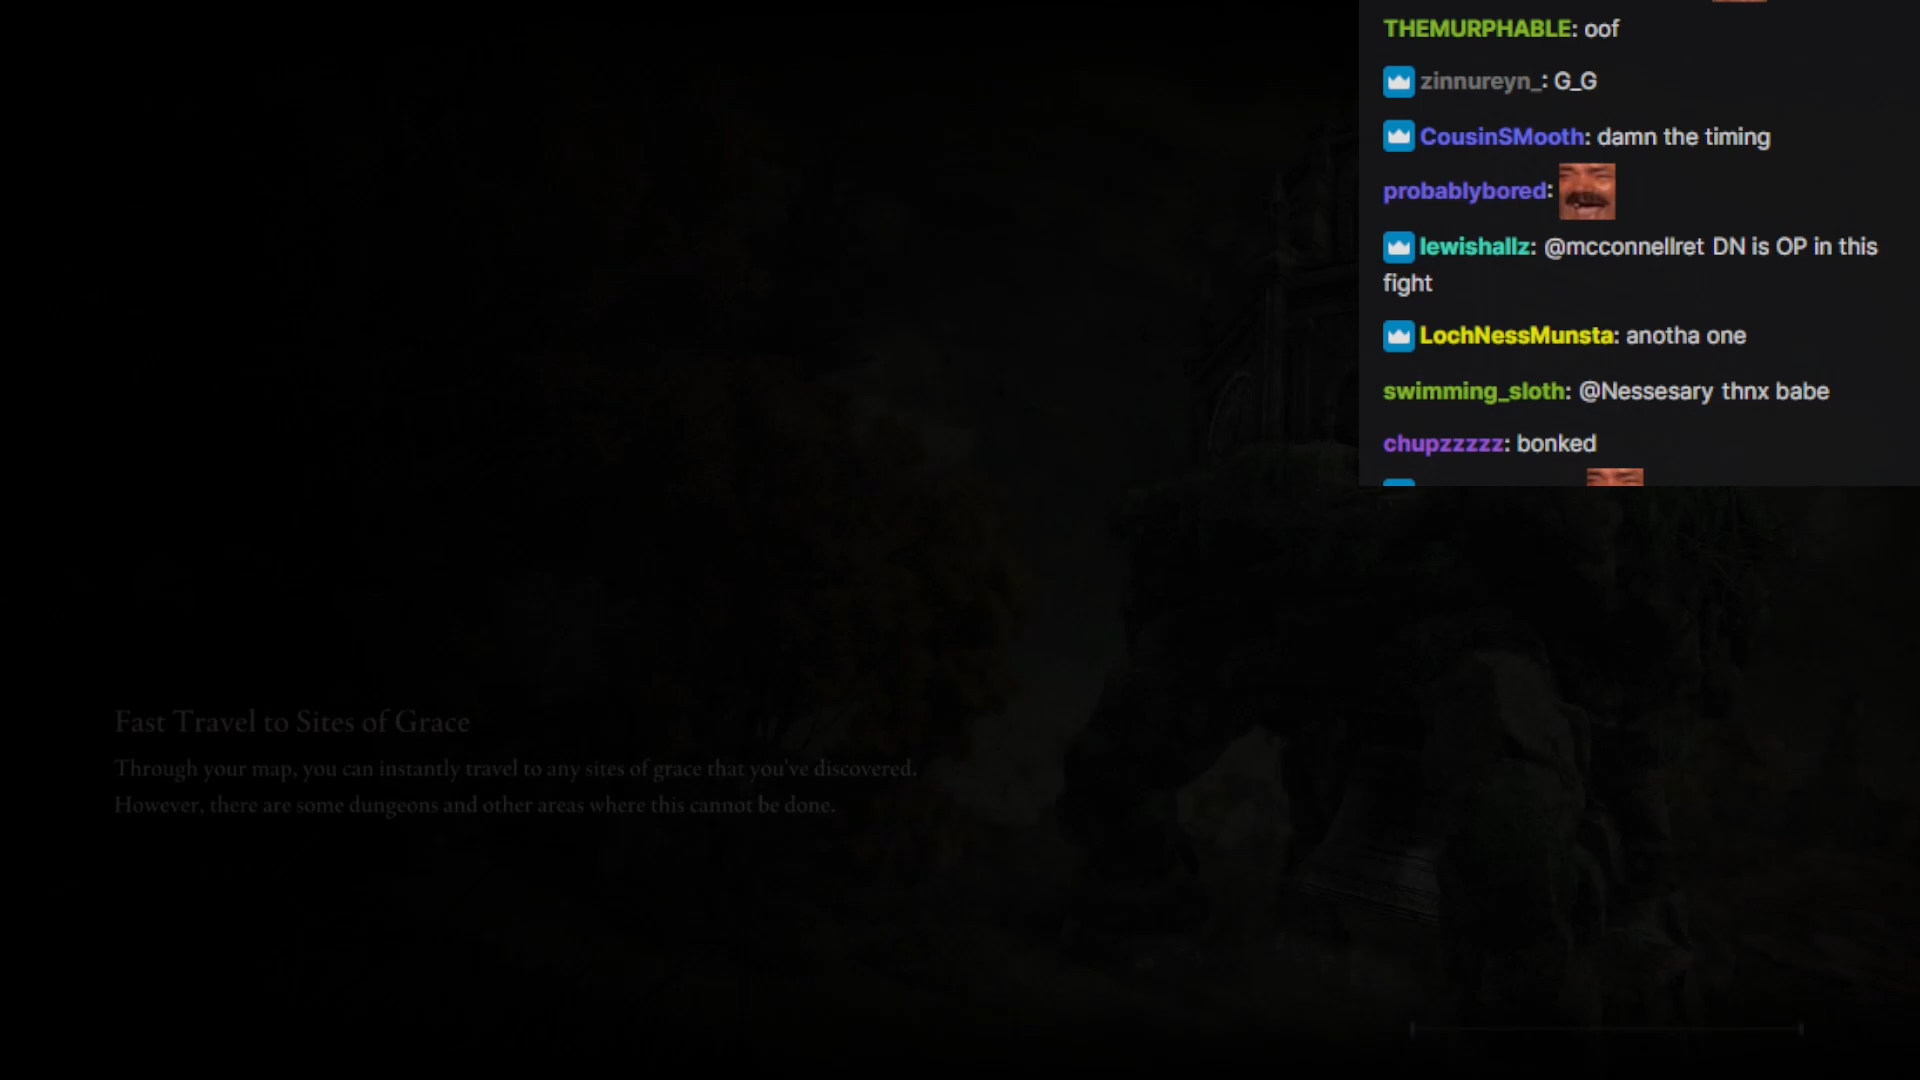 THEMURPHABLE: oof
zinnureyn_: G_G
CousinSMooth: damn the timing
probablybored:
lewishallz: @mcconnellret DN is OP in this
fight
LochNessMunsta: anotha one
swimming_sloth: @Nessesary thnx babe
chupzzzzz: bonked
Fast Travel to Sites of Grace
Through your map, you can instantly travel to any sites of grace that you've discovered.
However, there are some dungeons and other areas where this cannot be done.